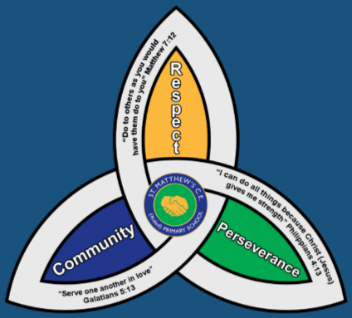 "Do to others as you would
have them do to you" Matthew 7:12
Respect
"I can do all things because Christ (Jesus)
gives me strength" Philippians 4:13
ST MATTHEW'S C.E.
(Aided) PRIMARY SCHOOL
Community
Perseverance
"Serve one another in love"
Galatians 5:13